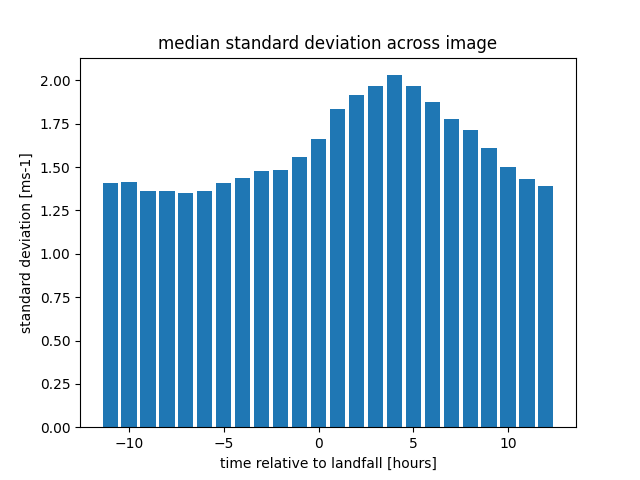 median standard deviation across image
2.00
1.75
1.50
1.25
1.00
0.75
0.50
0.25
0.00
standard deviation [ms-1]
−10 −5 0 5 10
time relative to landfall [hours]